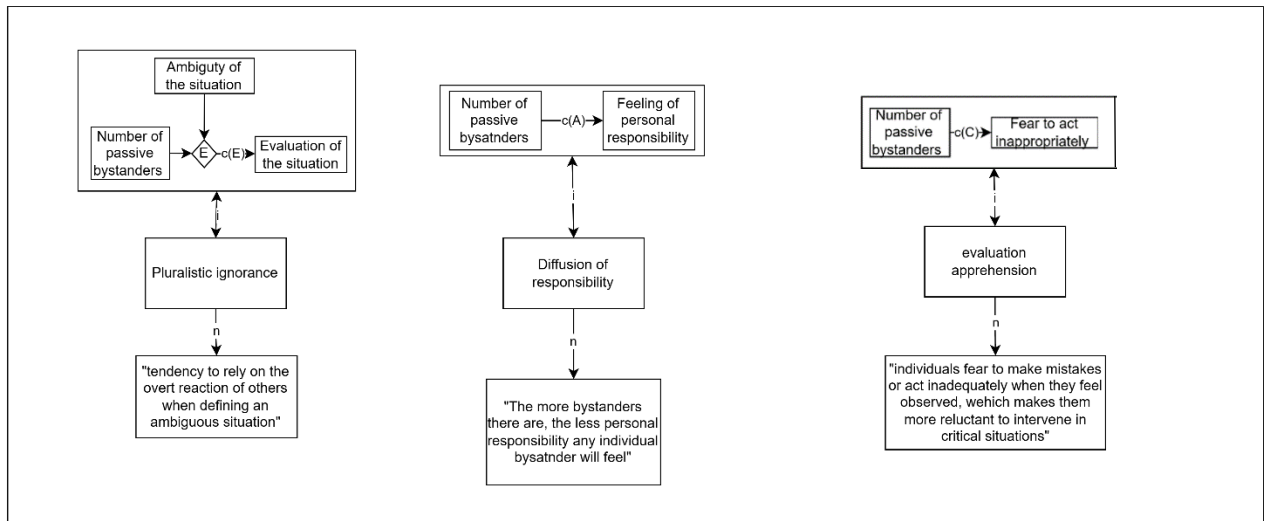 Ambiguty of
the situation
Number of
passive
bystanders
E
c(E)
Evaluation of
the situation
i
Pluralistic ignorance
n
"tendency to rely on the
overt reaction of others
when defining an
ambiguous situation"
Number of
passive
bysatnders
c(A)
Feeling of
personal
responsibility
i
Diffusion of
responsibility
n
"The more bystanders
there are, the less personal
responsibility any individual
bysatnder will feel"
Number of
passive
bystanders
c(C)
Fear to act
inappropriately
i
evaluation
apprehension
n
"individuals fear to make mistakes
or act inadequately when they feel
observed, wehich makes them
more reluctant to intervene in
critical situations"